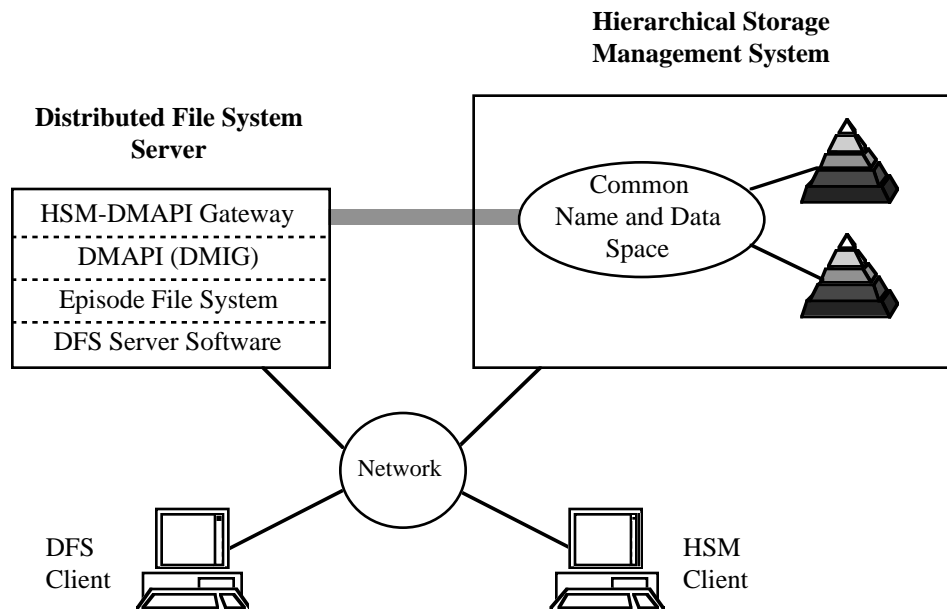 Hierarchical Storage
Management System
Distributed File System
Server
HSM-DMAPI Gateway
DMAPI (DMIG)
Episode File System
DFS Server Software
Common
Name and Data
Space
Network
DFS
Client
HSM
Client